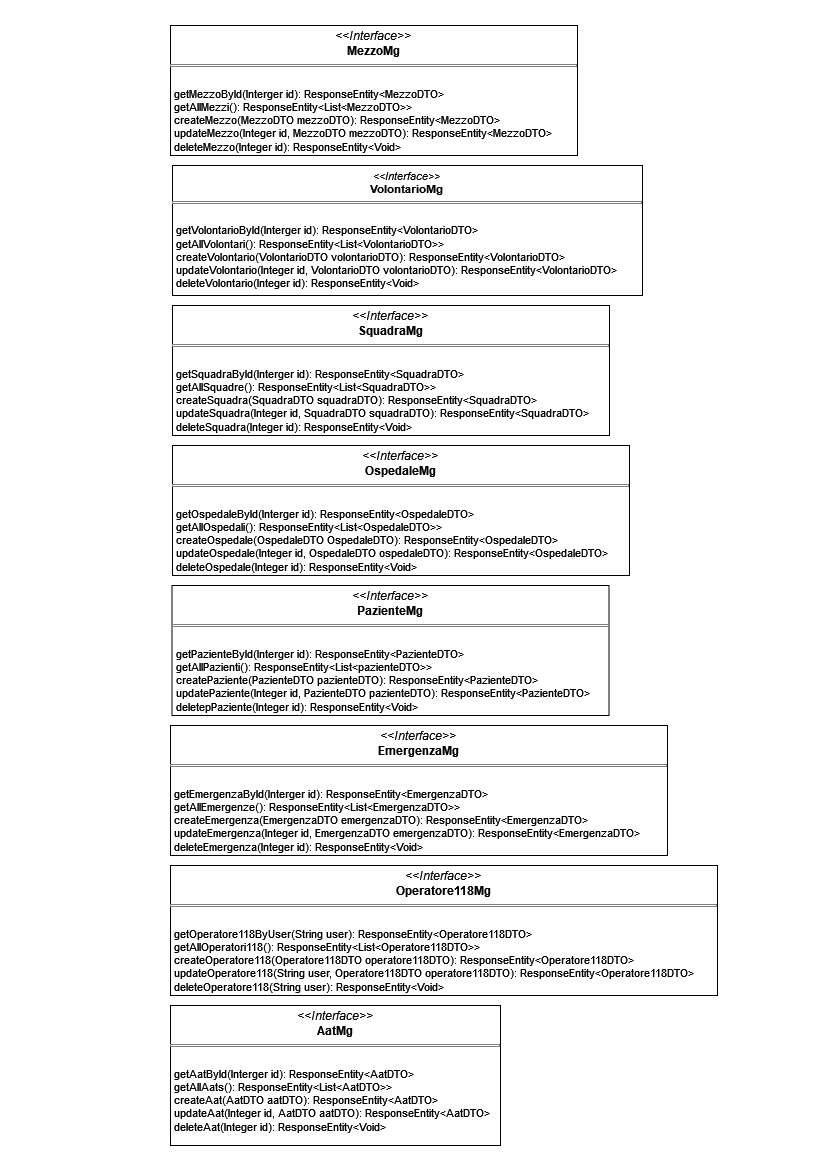 <<Interface>>
MezzoMg
getMezzoById(Interger id): ResponseEntity<MezzoDTO>
getAllMezzi(): ResponseEntity<List<MezzoDTO>>
createMezzo(MezzoDTO mezzoDTO): ResponseEntity<MezzoDTO>
updateMezzo(Integer id, MezzoDTO mezzoDTO): ResponseEntity<MezzoDTO>
deleteMezzo(Integer id): ResponseEntity<Void>
<<Interface>>
VolontarioMg
getVolontarioById(Interger id): ResponseEntity<VolontarioDTO>
getAllVolontari(): ResponseEntity<List<VolontarioDTO>>
createVolontario(VolontarioDTO volontarioDTO): ResponseEntity<VolontarioDTO>
updateVolontario(Integer id, VolontarioDTO volontarioDTO): ResponseEntity<VolontarioDTO>
deleteVolontario(Integer id): ResponseEntity<Void>
<<Interface>>
SquadraMg
getSquadraById(Interger id): ResponseEntity<SquadraDTO>
getAllSquadre(): ResponseEntity<List<SquadraDTO>>
createSquadra(SquadraDTO squadraDTO): ResponseEntity<SquadraDTO>
updateSquadra(Integer id, SquadraDTO squadraDTO): ResponseEntity<SquadraDTO>
deleteSquadra(Integer id): ResponseEntity<Void>
<<Interface>>
OspedaleMg
getOspedaleById(Interger id): ResponseEntity<OspedaleDTO>
getAllOspedali(): ResponseEntity<List<OspedaleDTO>>
createOspedale(OspedaleDTO OspedaleDTO): ResponseEntity<OspedaleDTO>
updateOspedale(Integer id, OspedaleDTO ospedaleDTO): ResponseEntity<OspedaleDTO>
deleteOspedale(Integer id): ResponseEntity<Void>
<<Interface>>
PazienteMg
getPazienteById(Interger id): ResponseEntity<PazienteDTO>
getAllPazienti(): ResponseEntity<List<pazienteDTO>>
createPaziente(PazienteDTO pazienteDTO): ResponseEntity<PazienteDTO>
updatePaziente(Integer id, PazienteDTO pazienteDTO): ResponseEntity<PazienteDTO>
deletepPaziente(Integer id): ResponseEntity<Void>
<<Interface>>
EmergenzaMg
getEmergenzaById(Interger id): ResponseEntity<EmergenzaDTO>
getAllEmergenze(): ResponseEntity<List<EmergenzaDTO>>
createEmergenza(EmergenzaDTO emergenzaDTO): ResponseEntity<EmergenzaDTO>
updateEmergenza(Integer id, EmergenzaDTO emergenzaDTO): ResponseEntity<EmergenzaDTO>
deleteEmergenza(Integer id): ResponseEntity<Void>
<<Interface>>
Operatore118Mg
getOperatore118ByUser(String user): ResponseEntity<Operatore118DTO>
getAllOperatori118(): ResponseEntity<List<Operatore118DTO>>
createOperatore118(Operatore118DTO operatore118DTO): ResponseEntity<Operatore118DTO>
updateOperatore118(String user, Operatore118DTO operatore118DTO): ResponseEntity<Operatore118DTO>
deleteOperatore118(String user): ResponseEntity<Void>
<<Interface>>
AatMg
getAatById(Interger id): ResponseEntity<AatDTO>
getAllAats(): ResponseEntity<List<AatDTO>>
createAat(AatDTO aatDTO): ResponseEntity<AatDTO>
updateAat(Integer id, AatDTO aatDTO): ResponseEntity<AatDTO>
deleteAat(Integer id): ResponseEntity<Void>